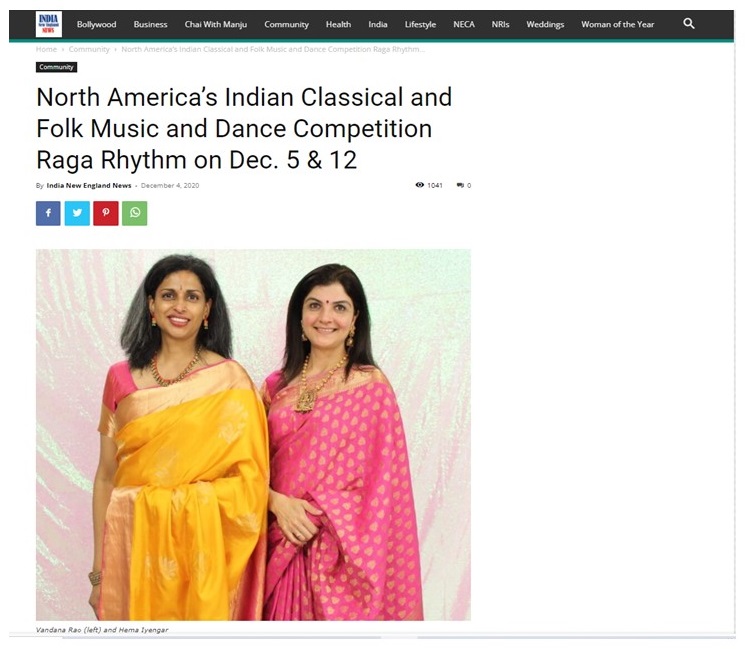 INDIA
New England
NEWS
Bollywood Business Chai With Manju Community Health India Lifestyle NECA NRIs Weddings Woman of the Year
Home › Community › North America's Indian Classical and Folk Music and Dance Competition Raga Rhythm...
Community
North America's Indian Classical and
Folk Music and Dance Competition
Raga Rhythm on Dec. 5 & 12
By India New England News - December 4, 2020 1041 0
Vandana Rao (left) and Hema Iyengar